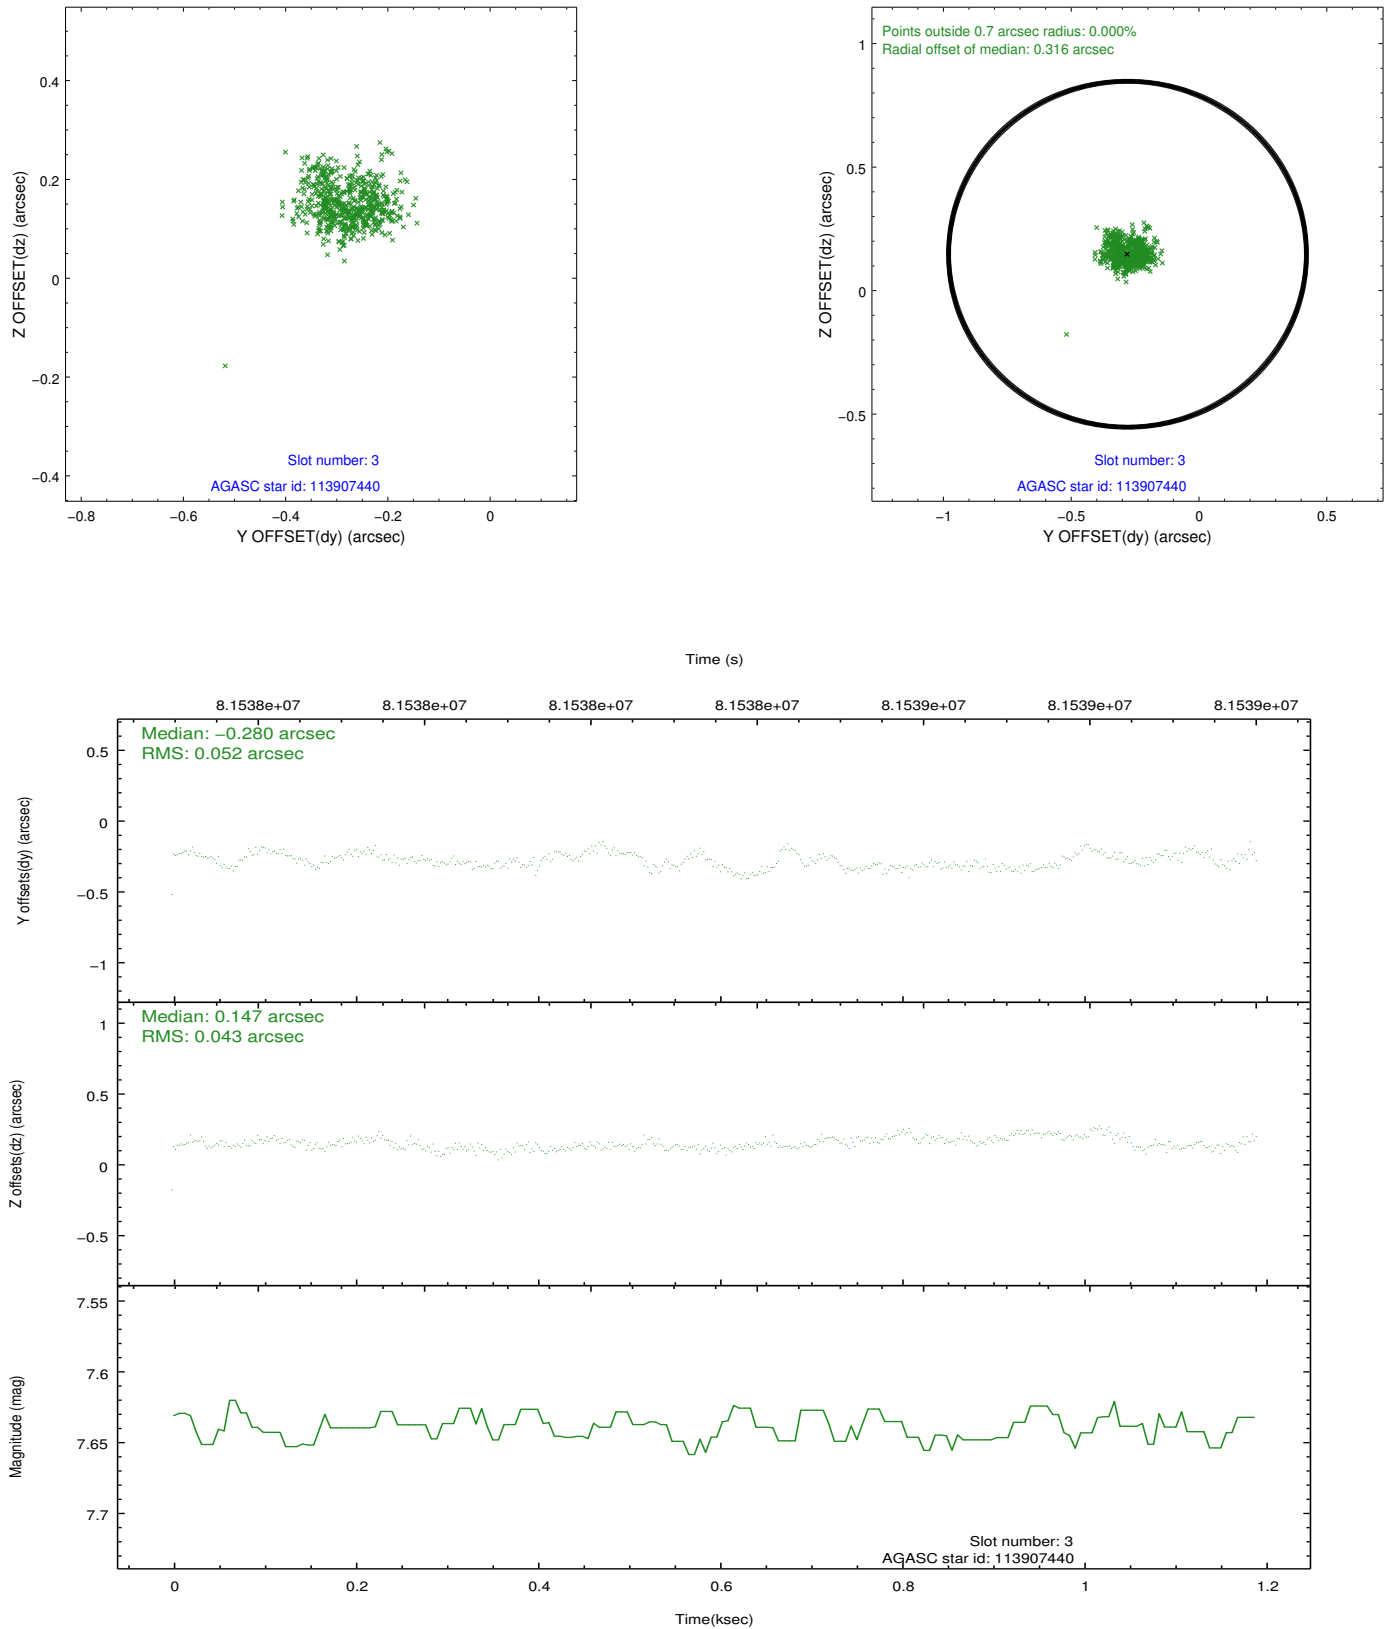 0.4
0.2
0
−0.2
−0.4
Z OFFSET(dz) (arcsec)
Slot number: 3
AGASC star id: 113907440
−0.8 −0.6 −0.4 −0.2 0
Y OFFSET(dy) (arcsec)
Points outside 0.7 arcsec radius: 0.000%
Radial offset of median: 0.316 arcsec
1
0.5
0
−0.5
Z OFFSET(dz) (arcsec)
Slot number: 3
AGASC star id: 113907440
−1 −0.5 0 0.5
Y OFFSET(dy) (arcsec)
Time (s)
8.1538e+07 8.1538e+07 8.1538e+07 8.1538e+07 8.1539e+07 8.1539e+07 8.1539e+07
Median: −0.280 arcsec
RMS: 0.052 arcsec
0.5
0
−0.5
−1
Y offsets(dy) (arcsec)
Median: 0.147 arcsec
RMS: 0.043 arcsec
1
0.5
0
−0.5
Z offsets(dz) (arcsec)
7.55
7.6
7.65
7.7
Magnitude (mag)
Slot number: 3
AGASC star id: 113907440
0 0.2 0.4 0.6 0.8 1 1.2
Time(ksec)